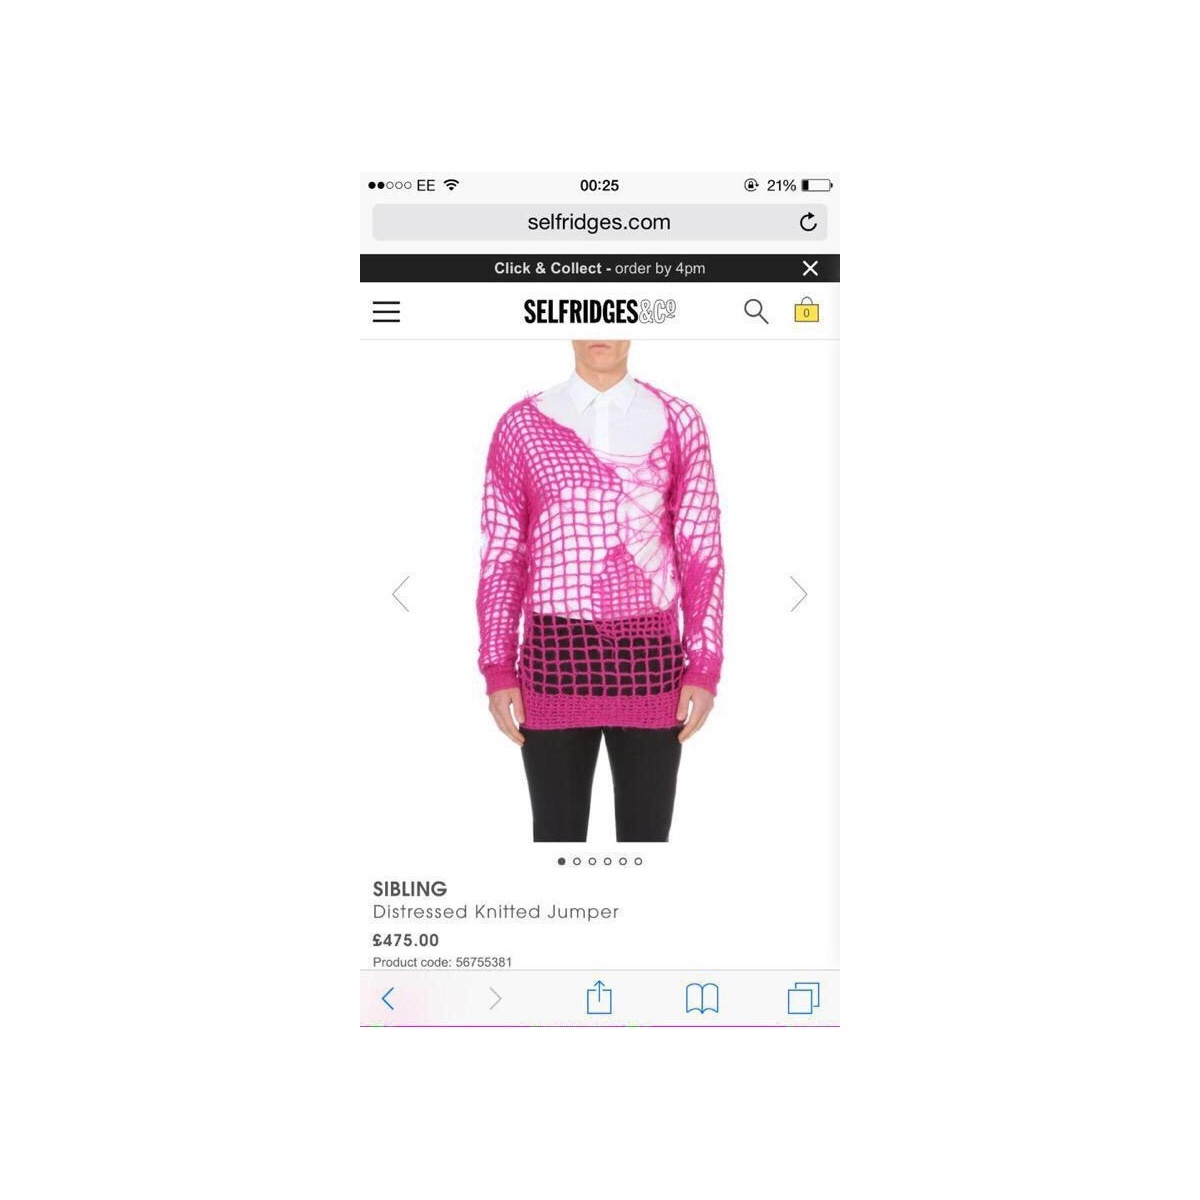 EE 00:25 21%
selfridges.com
Click & Collect - order by 4pm
SELFRIDGES&Co
0
SIBLING
Distressed Knitted Jumper
£475.00
Product code: 56755381